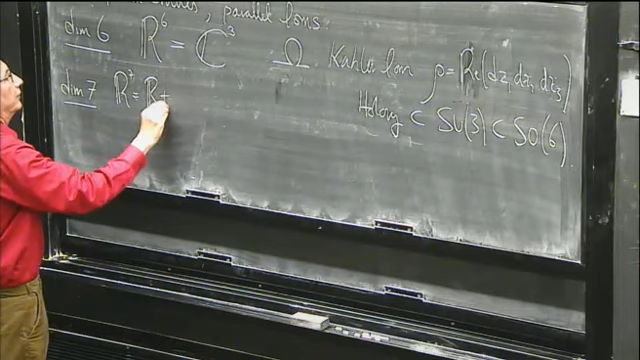 , parallel forms
dim 6 ℝ⁶ = ℂ³ Ω Kahler form ρ = Re(dz₁ dz₂ dz₃)
dim 7 ℝ⁷ = ℝ + Holony ⊂ SU(3) ⊂ SO(6)